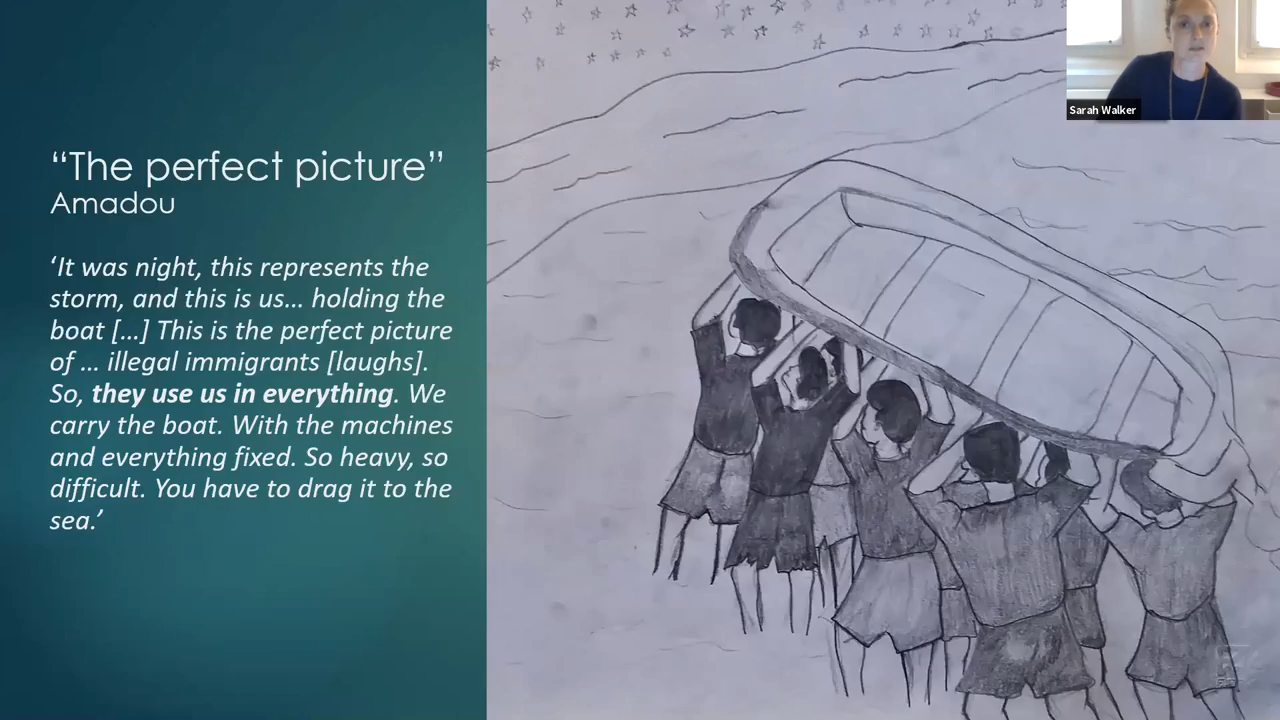 “The perfect picture”
Amadou
‘It was night, this represents the
storm, and this is us... holding the
boat [...] This is the perfect picture
of ... illegal immigrants [laughs].
So, they use us in everything. We
carry the boat. With the machines
and everything fixed. So heavy, so
difficult. You have to drag it to the
sea.’
Sarah Walker